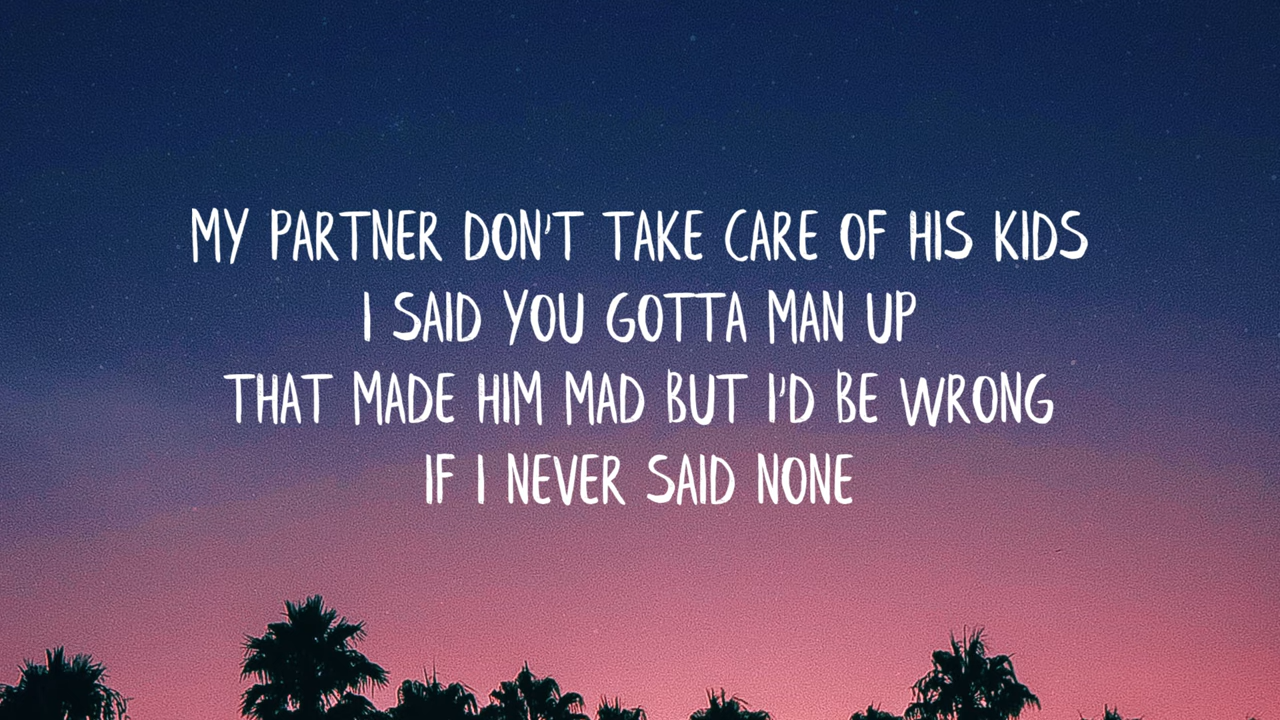 MY PARTNER DON'T TAKE CARE OF HIS KIDS
I SAID YOU GOTTA MAN UP
THAT MADE HIM MAD BUT I'D BE WRONG
IF I NEVER SAID NONE